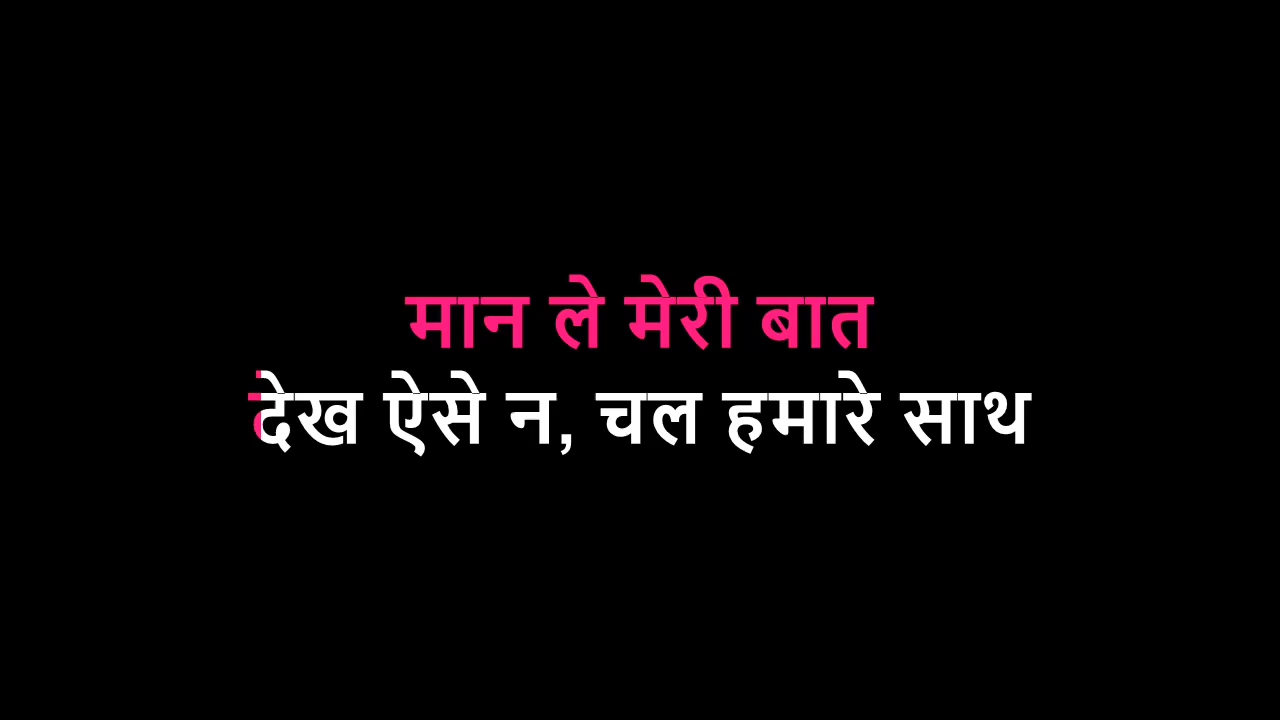 मान ले मेरी बात
देख ऐसे न, चल हमारे साथ